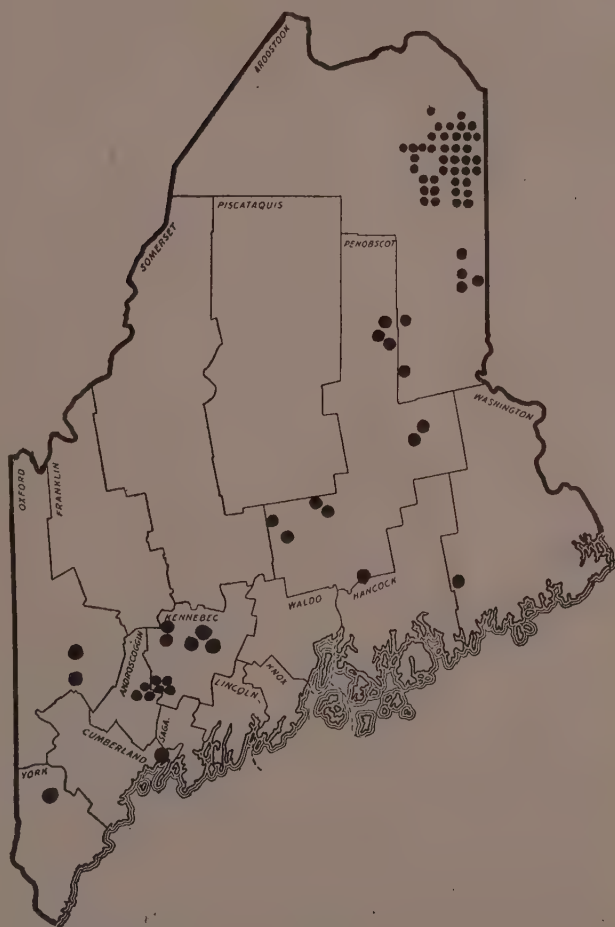 AROOSTOOK
PISCATAQUIS
SOMERSET
PENOBSCOT
WASHINGTON
OXFORD
FRANKLIN
HANCOCK
WALDO
KENNEBEC
ANDROSCOGGIN
KNOX
LINCOLN
SAGA.
CUMBERLAND
YORK